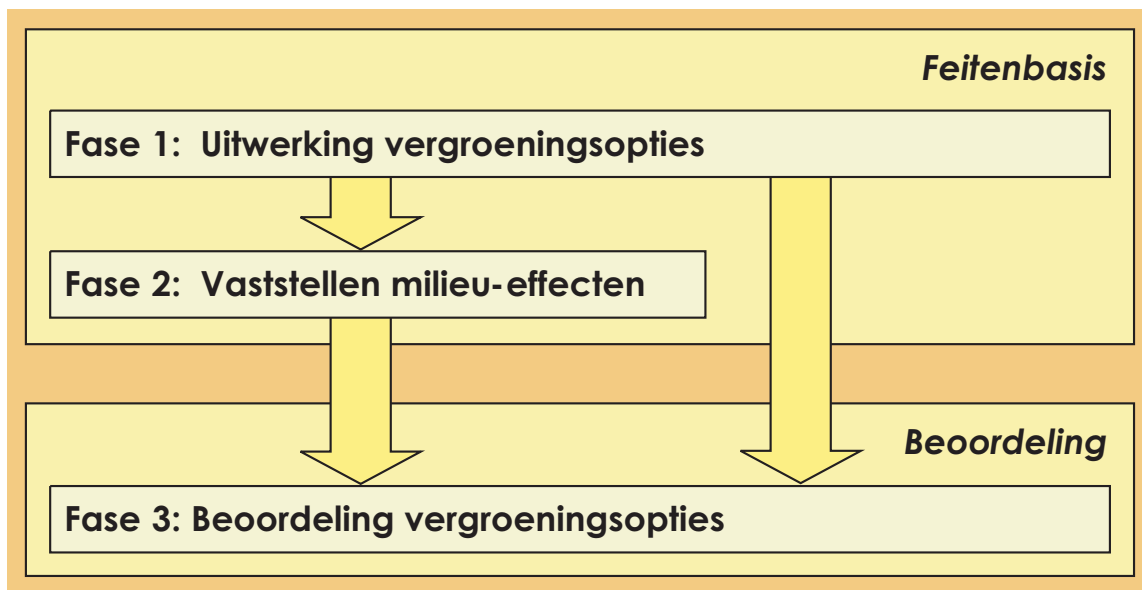 Feitenbasis
Fase 1: Uitwerking vergroeningsopties
Fase 2: Vaststellen milieu-effecten
Beoordeling
Fase 3: Beoordeling vergroeningsopties